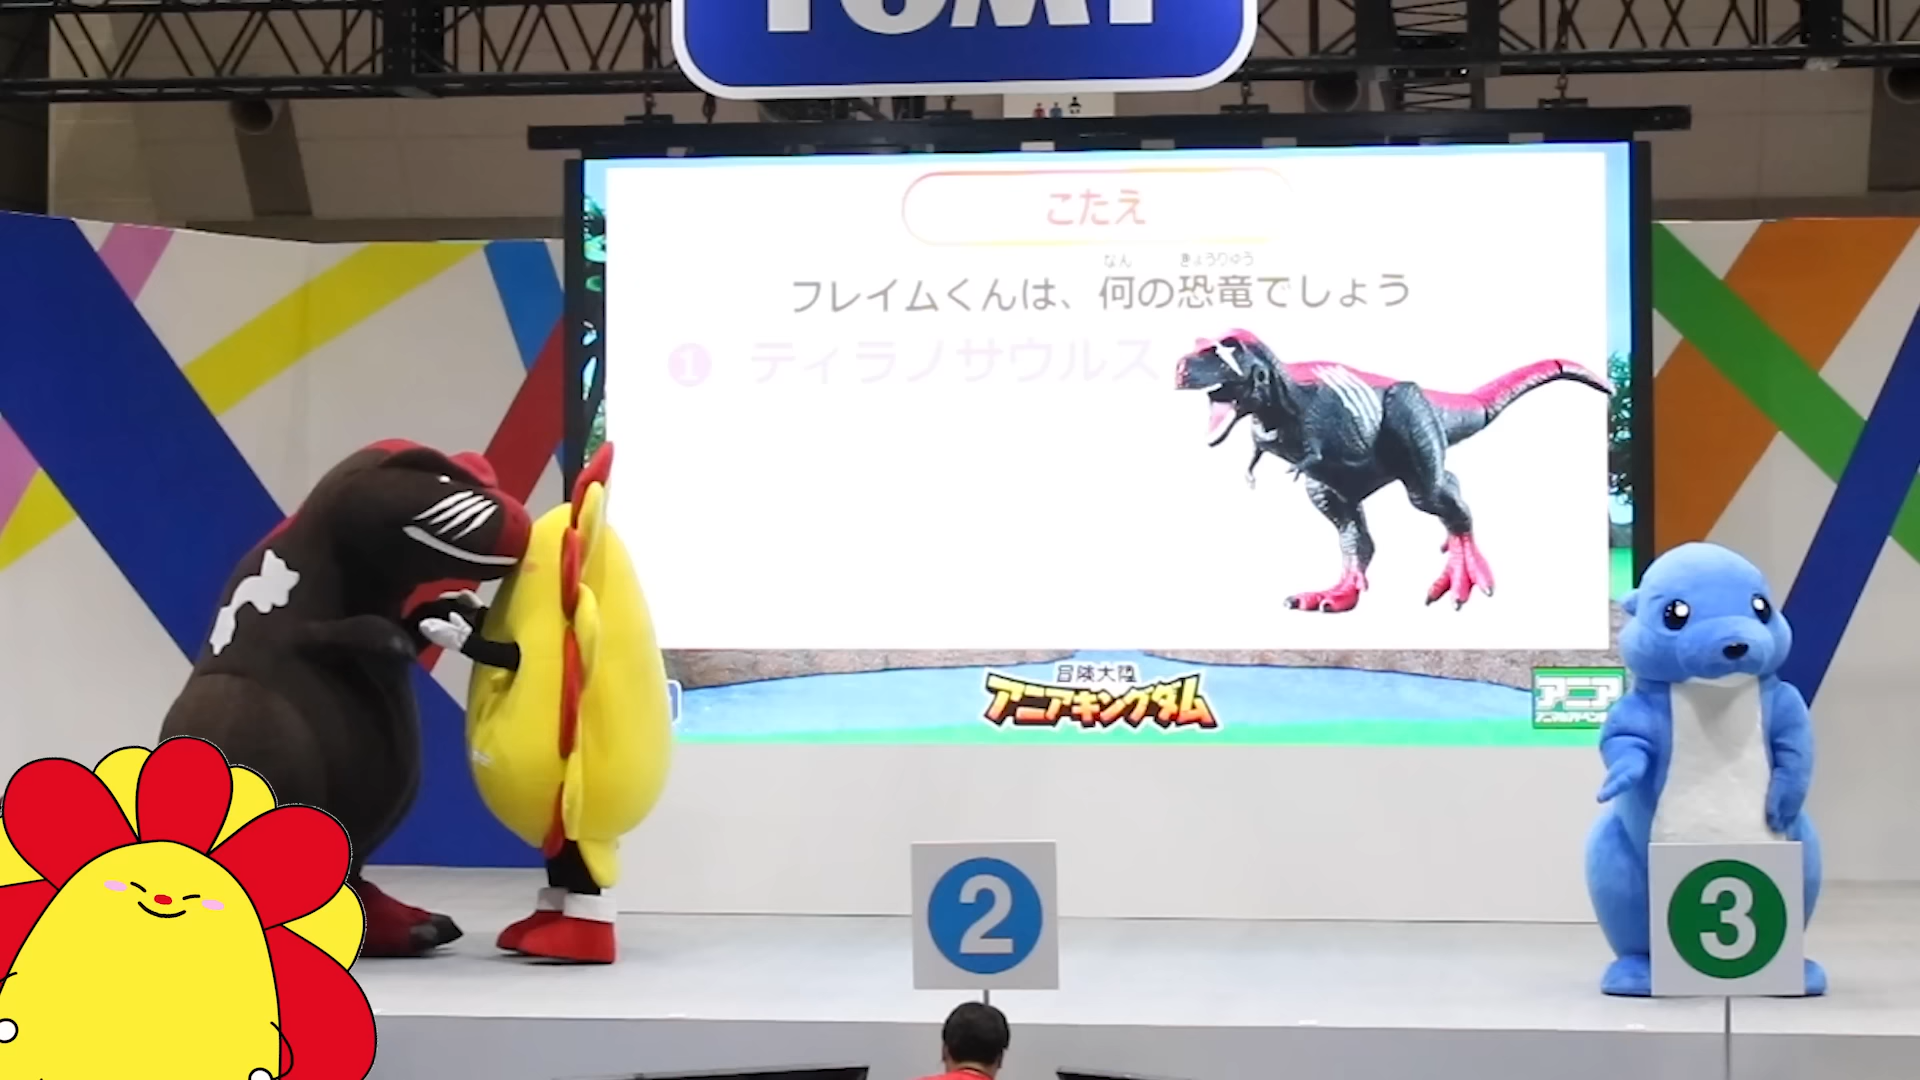 TOMY
こたえ
なん きょうりゅう
フレイムくんは、何の恐竜でしょう
1 ティラノサウルス
冒険大陸
アニアキングダム
アニア
2
3